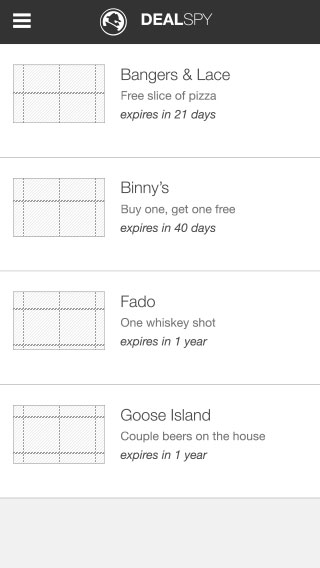 DEALSPY
Bangers & Lace
Free slice of pizza
expires in 21 days
Binny’s
Buy one, get one free
expires in 40 days
Fado
One whiskey shot
expires in 1 year
Goose Island
Couple beers on the house
expires in 1 year